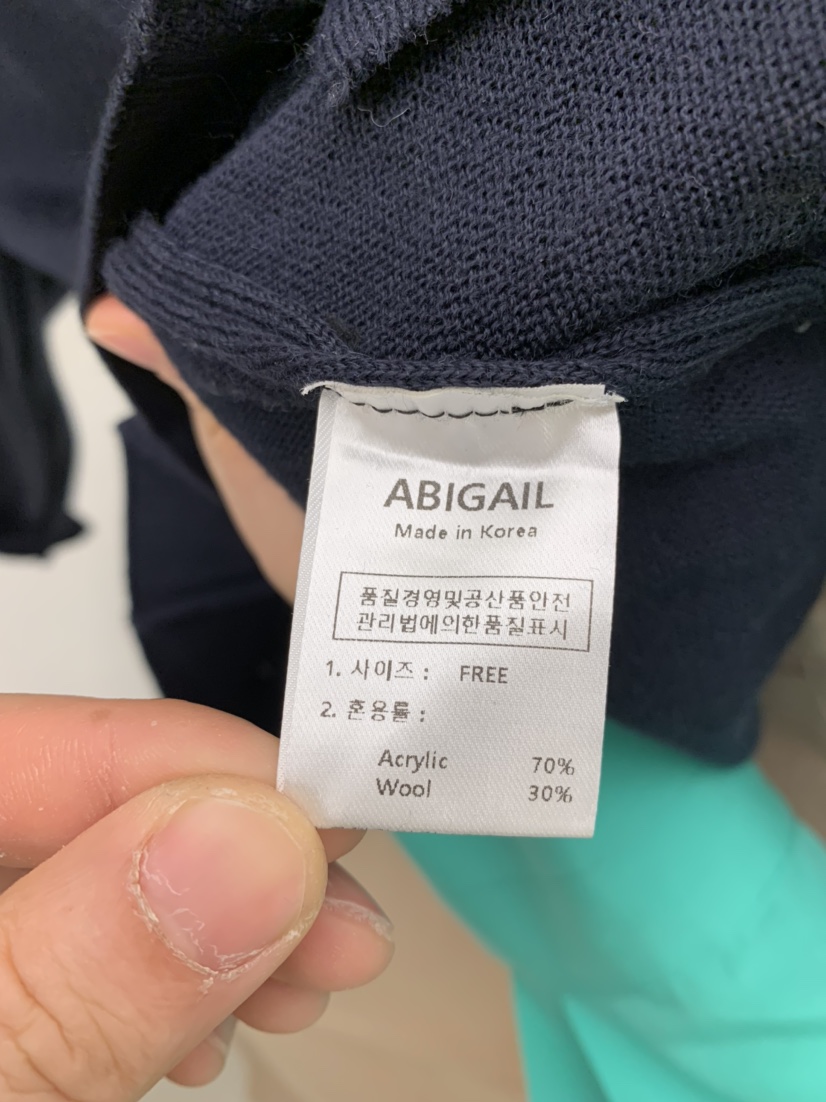 ABIGAIL
Made in Korea
품질경영및공산품안전
관리법에의한품질표시
1. 사이즈 : FREE
2. 혼용률 :
Acrylic 70%
Wool 30%